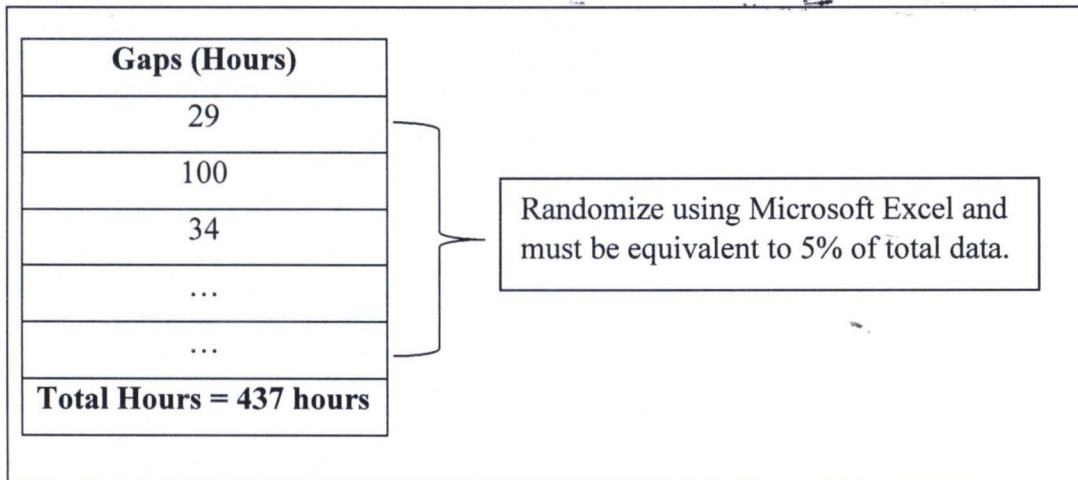 Gaps (Hours)
29
100
34
...
...
Total Hours = 437 hours
Randomize using Microsoft Excel and
must be equivalent to 5% of total data.